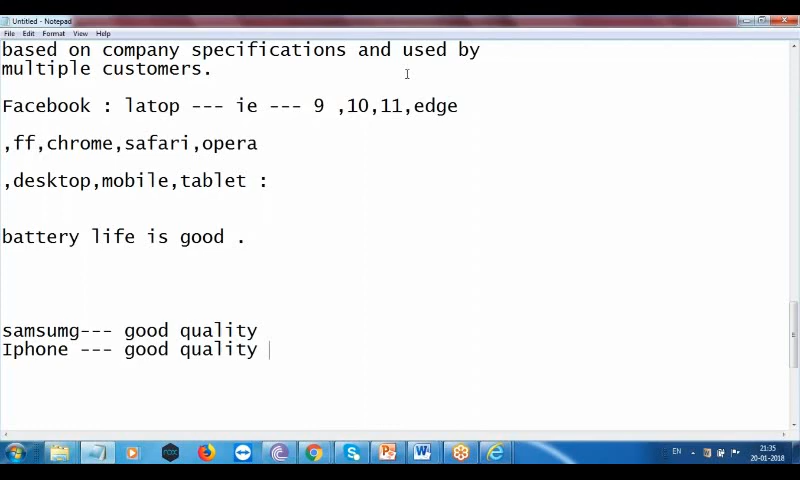 Untitled - Notepad
File Edit Format View Help
based on company specifications and used by
multiple customers.
Facebook : latop --- ie --- 9 ,10,11,edge
,ff,chrome,safari,opera
,desktop,mobile,tablet :
battery life is good .
samsumg--- good quality
Iphone --- good quality
EN
21:35
20-01-2018